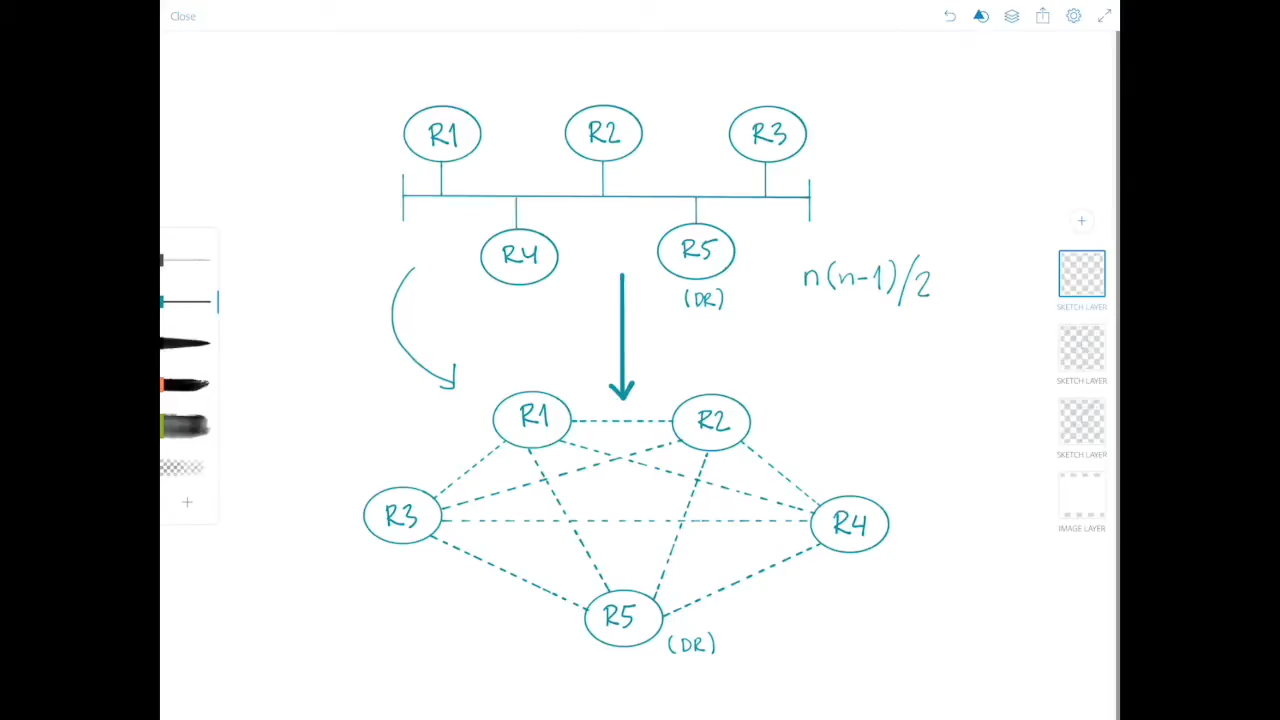 Close
R1 R2 R3
R4 R5
(DR)
n(n-1)/2
R1 R2
R3 R4
R5
(DR)
SKETCH LAYER
SKETCH LAYER
SKETCH LAYER
IMAGE LAYER